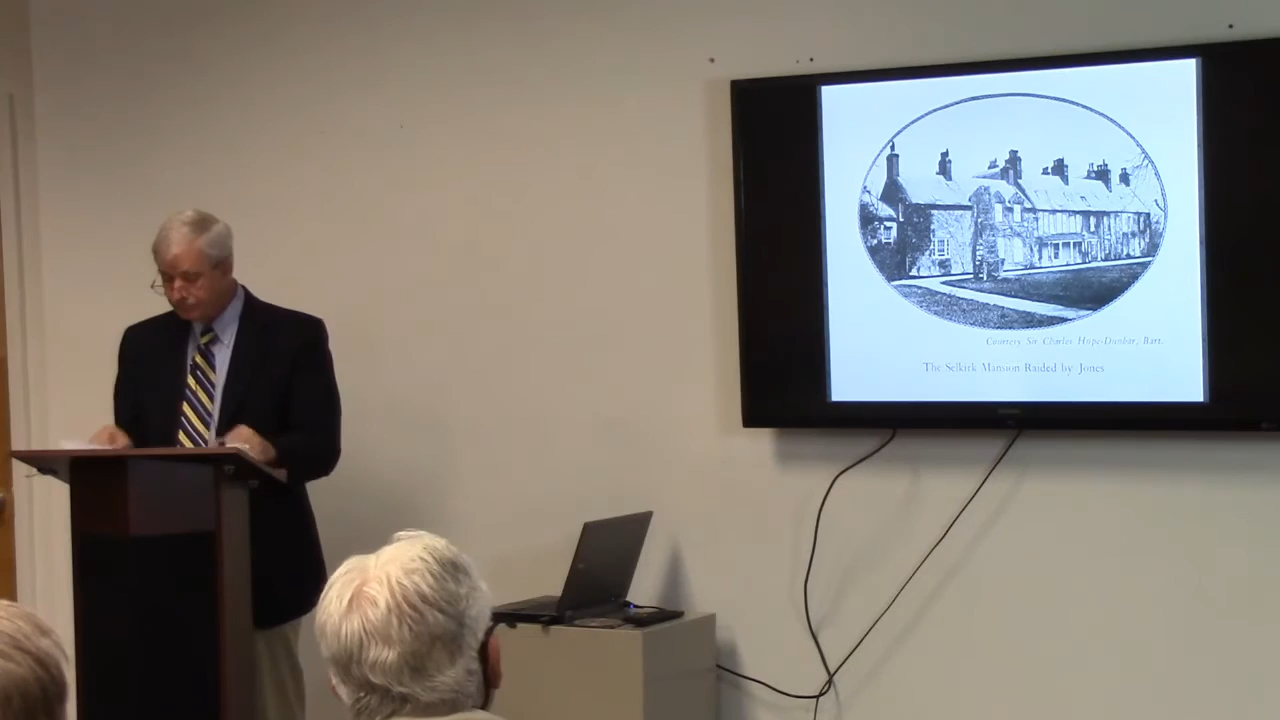 Courtesy Sir Charles Hope-Dunbar, Bart.
The Selkirk Mansion Raided by Jones